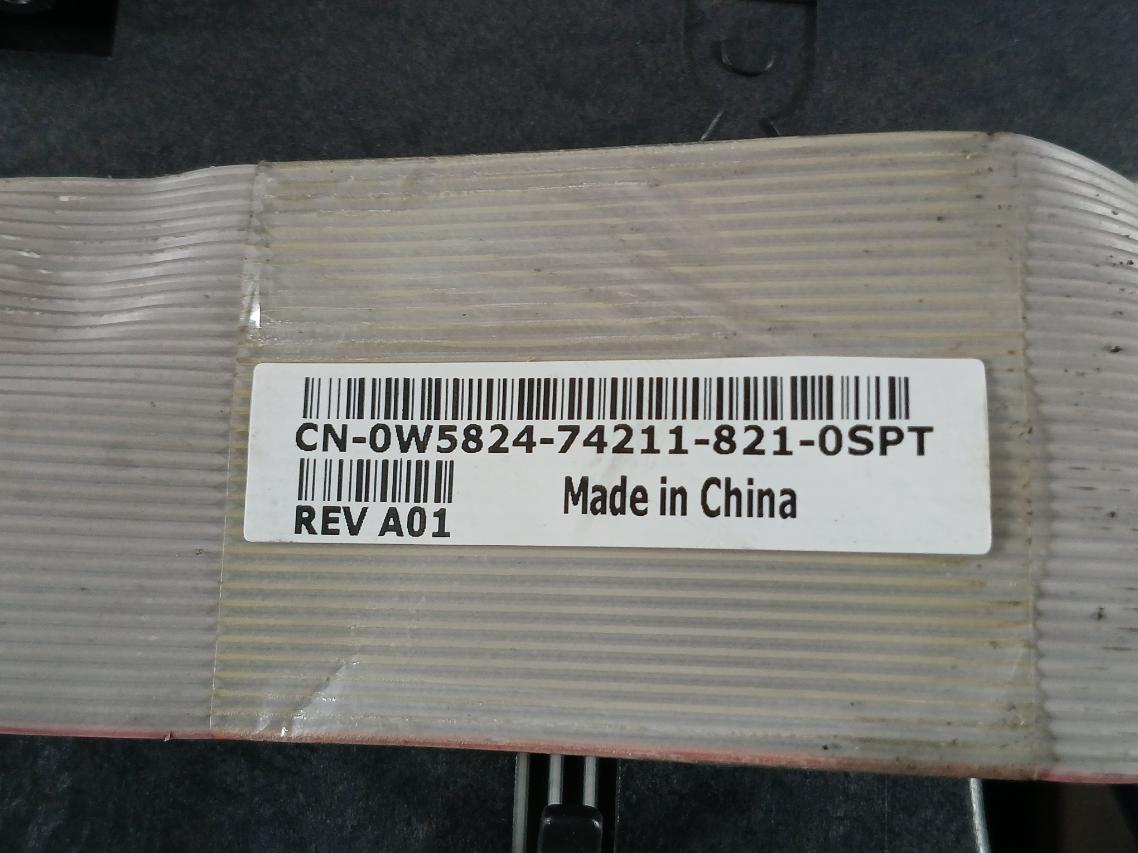 CN-0W5824-74211-821-0SPT
REV A01
Made in China